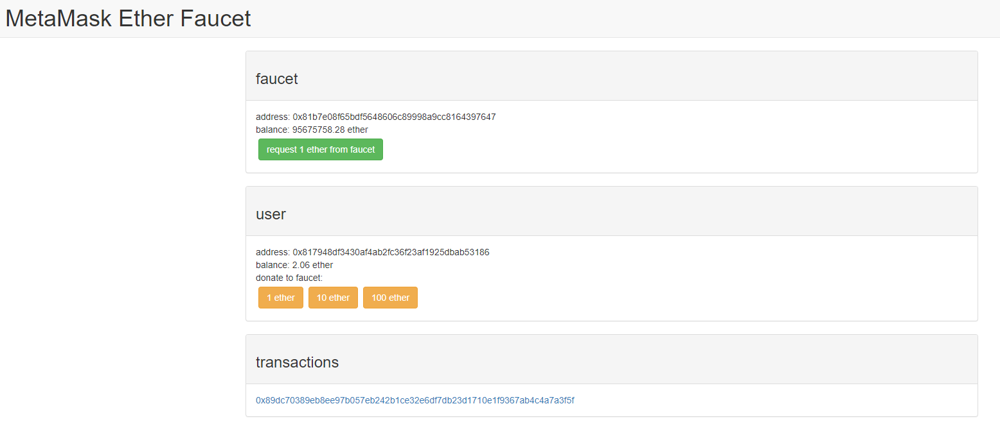 MetaMask Ether Faucet
faucet
address: 0x81b7e08f65bdf5648606c89998a9cc8164397647
balance: 95675758.28 ether
request 1 ether from faucet
user
address: 0x817948df3430af4ab2fc36f23af1925dbab53186
balance: 2.06 ether
donate to faucet:
1 ether 10 ether 100 ether
transactions
0x89dc70389eb8ee97b057eb242b1ce32e6df7db23d1710e1f9367ab4c4a7a3f5f